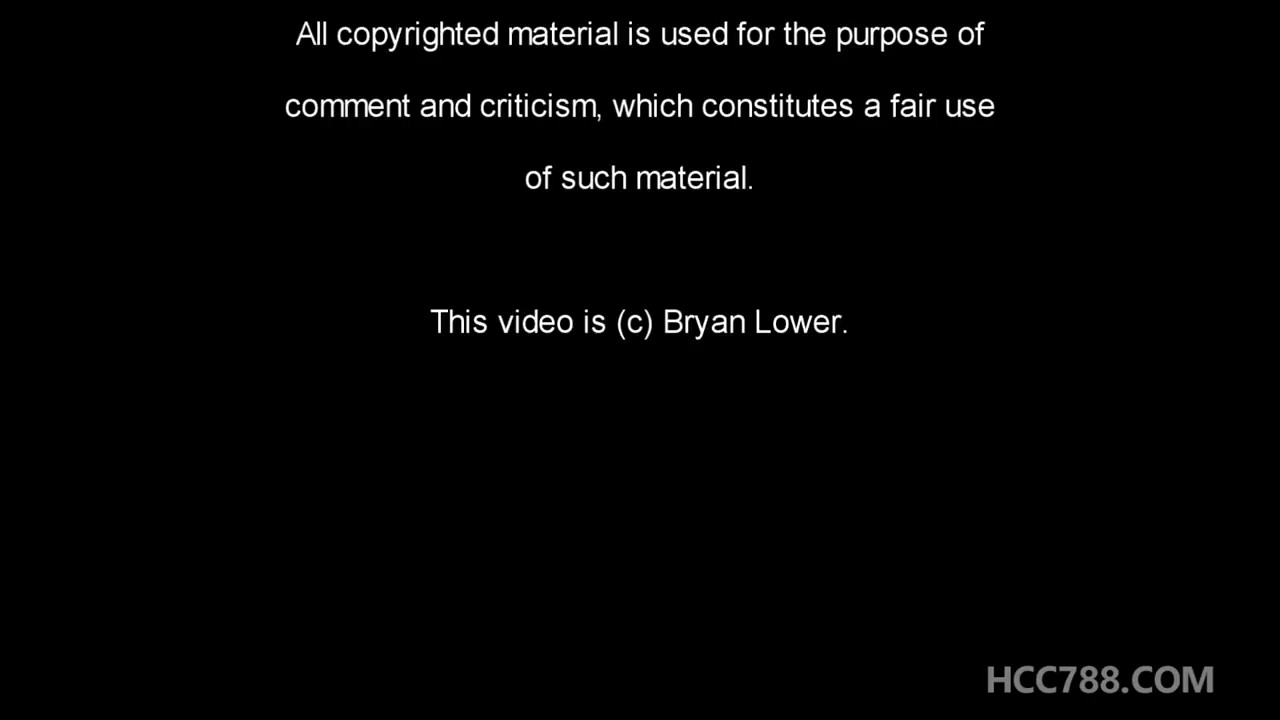 All copyrighted material is used for the purpose of
comment and criticism, which constitutes a fair use
of such material.
This video is (c) Bryan Lower.
HCC788.COM